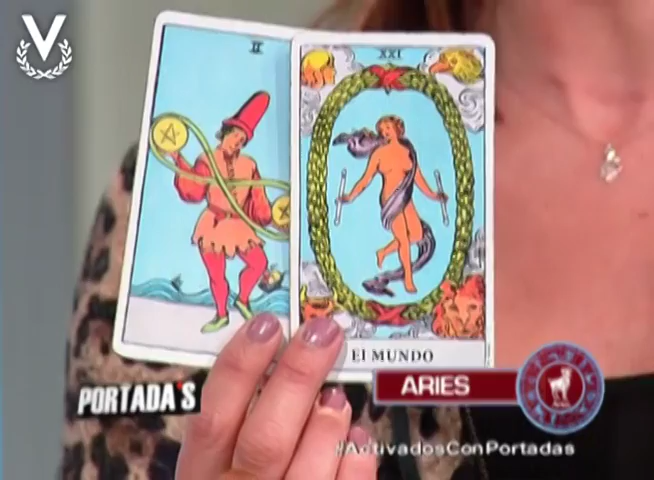 V
II
XXI
El MUNDO
ARIES
PORTADA'S
#ActivadosConPortadas